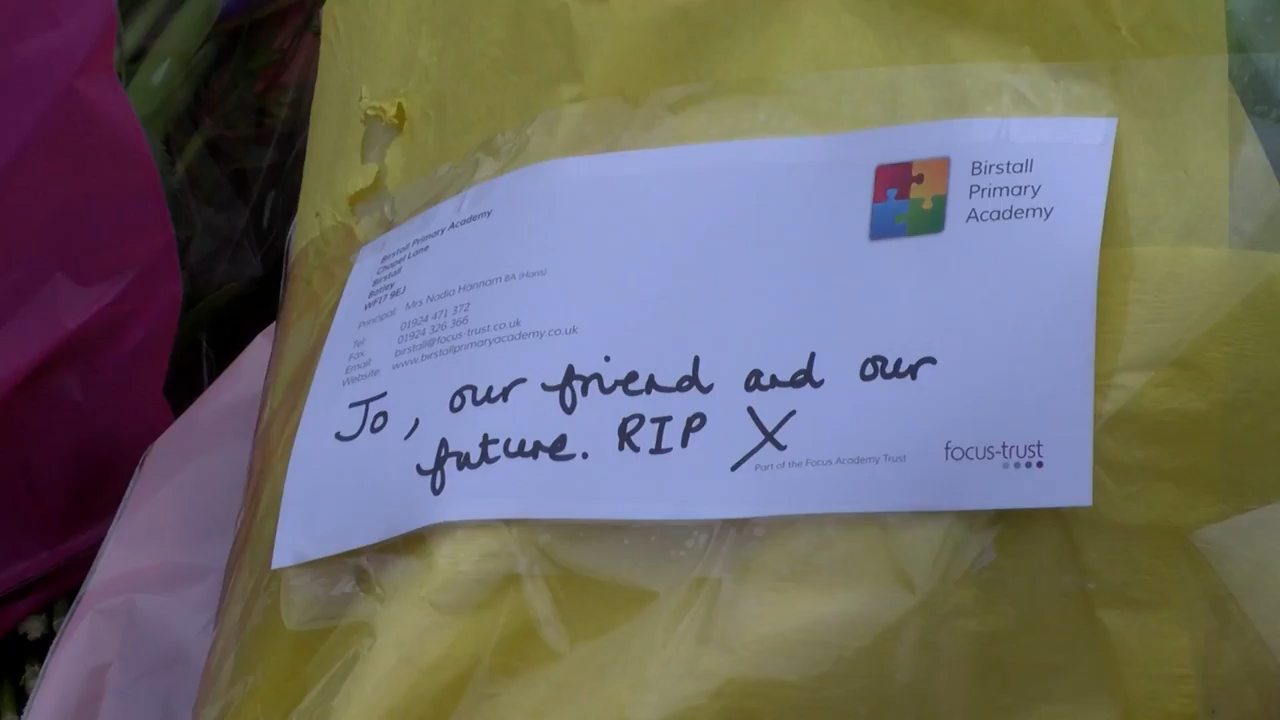 Birstall
Primary
Academy
Birstall Primary Academy
Chapel Lane
Birstall
Batley
WF17 9EJ
Principal: Mrs Nadia Hannam BA (Hons)
Tel: 01924 471 372
Fax: 01924 326 366
Email: birstall@focus-trust.co.uk
Website: www.birstallprimaryacademy.co.uk
Jo, our friend and our
future. RIP X
Part of the Focus Academy Trust
focus-trust